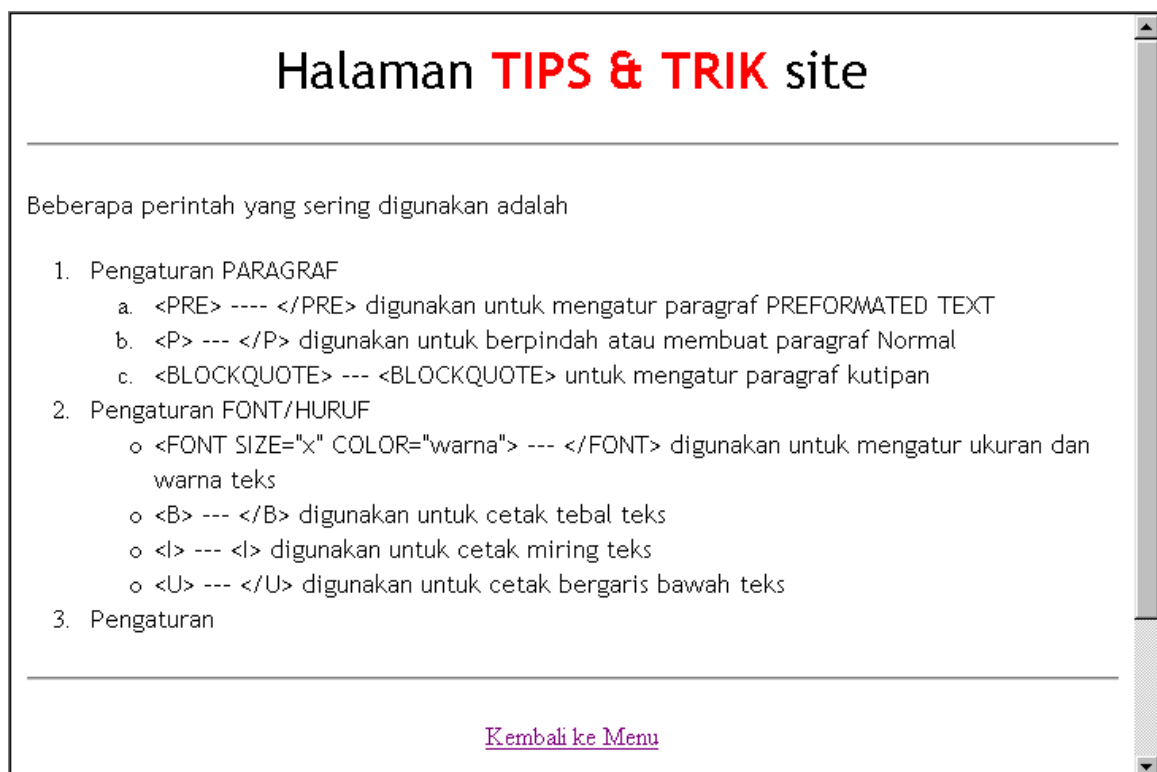 Halaman TIPS & TRIK site
Beberapa perintah yang sering digunakan adalah
1. Pengaturan PARAGRAF
a. <PRE> ---- </PRE> digunakan untuk mengatur paragraf PREFORMATED TEXT
b. <P> --- </P> digunakan untuk berpindah atau membuat paragraf Normal
c. <BLOCKQUOTE> --- <BLOCKQUOTE> untuk mengatur paragraf kutipan
2. Pengaturan FONT/HURUF
o <FONT SIZE="x" COLOR="warna"> --- </FONT> digunakan untuk mengatur ukuran dan
warna teks
o <B> --- </B> digunakan untuk cetak tebal teks
o <I> --- <I> digunakan untuk cetak miring teks
o <U> --- </U> digunakan untuk cetak bergaris bawah teks
3. Pengaturan
Kembali ke Menu